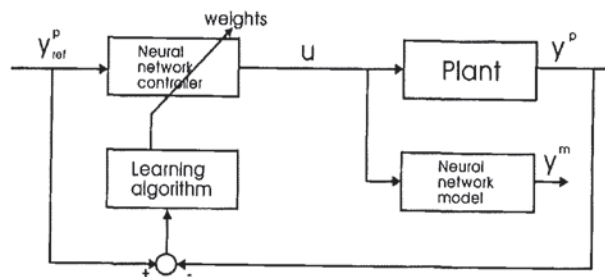 weights
y^p_ref
Neural
network
controller
u
Plant
y^p
Learning
algorithm
Neural
network
model
y^m
+
-